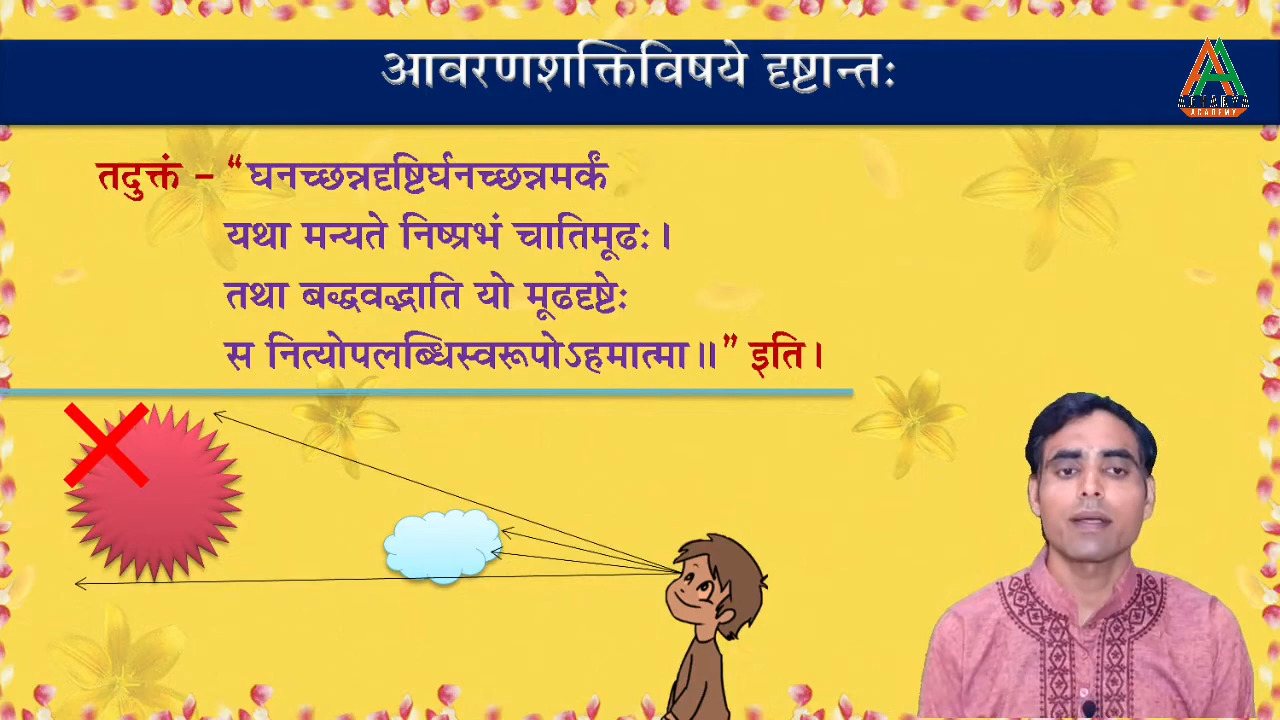 आवरणशक्तिविषये दृष्टान्तः
तदुक्तं – “घनच्छन्नदृष्टिर्घनच्छन्नमर्कं
यथा मन्यते निष्प्रभं चातिमूढः।
तथा बद्धवद्भाति यो मूढदृष्टेः
स नित्योपलब्धिस्वरूपोऽहमात्मा॥” इति।
ACADEMY